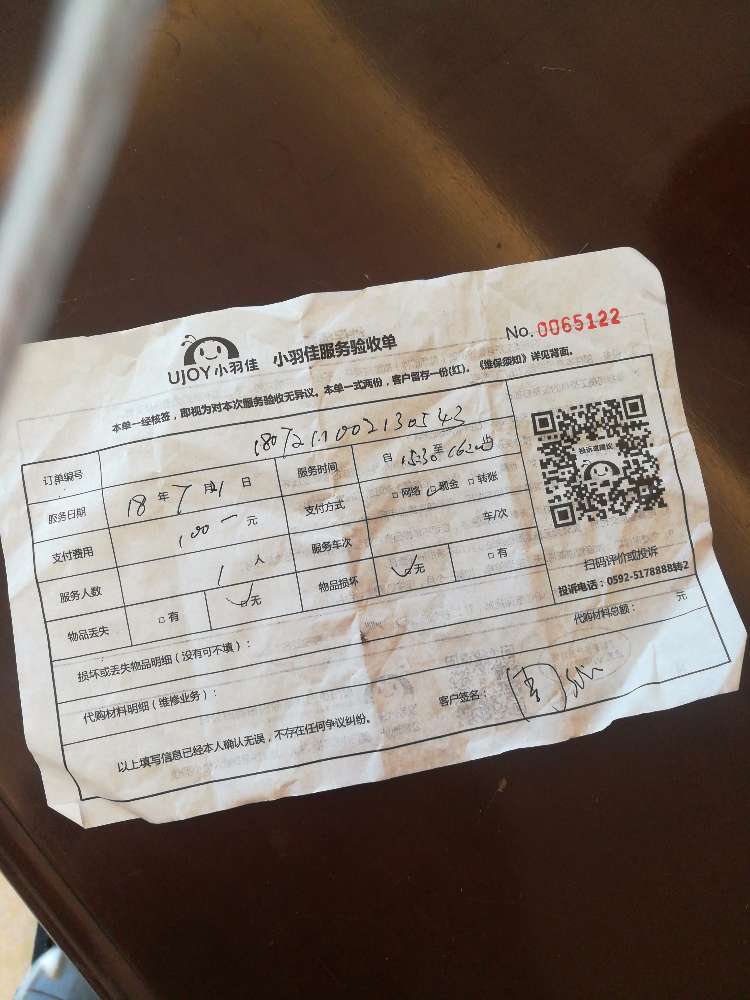 UJOY小羽佳 小羽佳服务验收单 No.0065122
本单一经核签，即视为对本次服务验收无异议。本单一式两份，客户留存一份(红)。《维保须知》详见背面。
订单编号
服务日期 18年7月 日 服务时间 自 15:30 至
支付费用 100 元 支付方式 □网络 □现金 □转账
服务人数 1人 服务车次 车/次
物品丢失 □有 □无 物品损坏 □无 □有
投诉或建议
扫码评价或投诉
投诉电话：0592-5178888转2
损坏或丢失物品明细（没有可不填）：
代购材料明细（维修业务）： 代购材料总额： 元
以上填写信息已经本人确认无误，不存在任何争议纠纷。 客户签名：